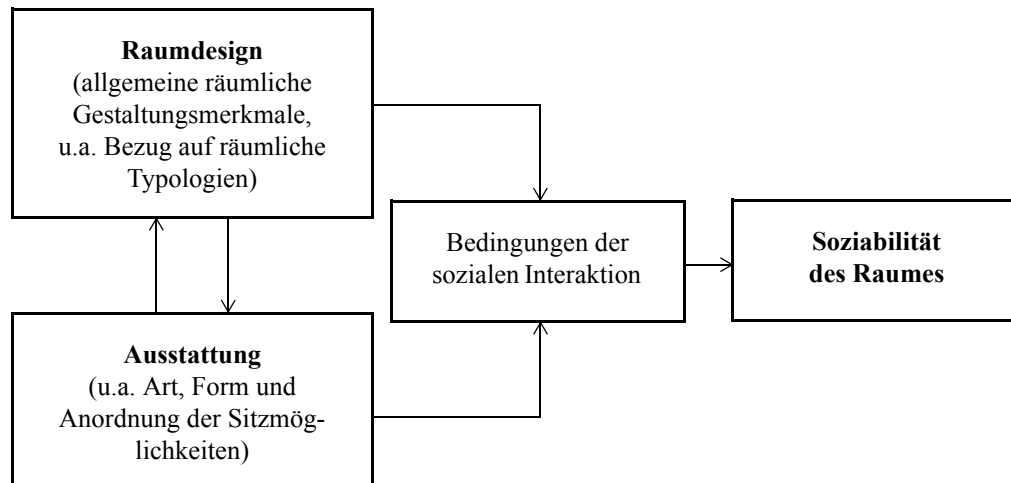 Raumdesign
(allgemeine räumliche
Gestaltungsmerkmale,
u.a. Bezug auf räumliche
Typologien)
Bedingungen der
sozialen Interaktion
Soziabilität
des Raumes
Ausstattung
(u.a. Art, Form und
Anordnung der Sitzmög-
lichkeiten)